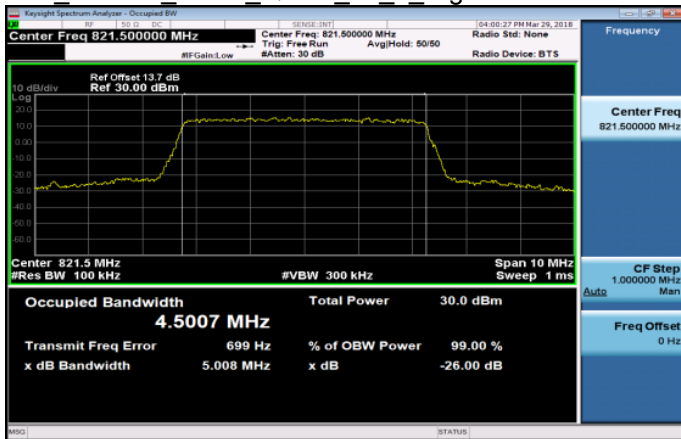 Keysight Spectrum Analyzer - Occupied BW
RF 50 Ω DC SENSE:INT 04:00:27 PM Mar 29, 2018
Center Freq 821.500000 MHz
Center Freq: 821.500000 MHz
Radio Std: None
Trig: Free Run Avg|Hold: 50/50
#IFGain:Low #Atten: 30 dB Radio Device: BTS
Ref Offset 13.7 dB
10 dB/div Ref 30.00 dBm
Log
20.0
10.0
0.00
-10.0
-20.0
-30.0
-40.0
-50.0
-60.0
Center 821.5 MHz Span 10 MHz
#Res BW 100 kHz #VBW 300 kHz Sweep 1 ms
Occupied Bandwidth Total Power 30.0 dBm
4.5007 MHz
Transmit Freq Error 699 Hz % of OBW Power 99.00 %
x dB Bandwidth 5.008 MHz x dB -26.00 dB
MSG STATUS
Frequency
Center Freq
821.500000 MHz
CF Step
1.000000 MHz
Auto Man
Freq Offset
0 Hz